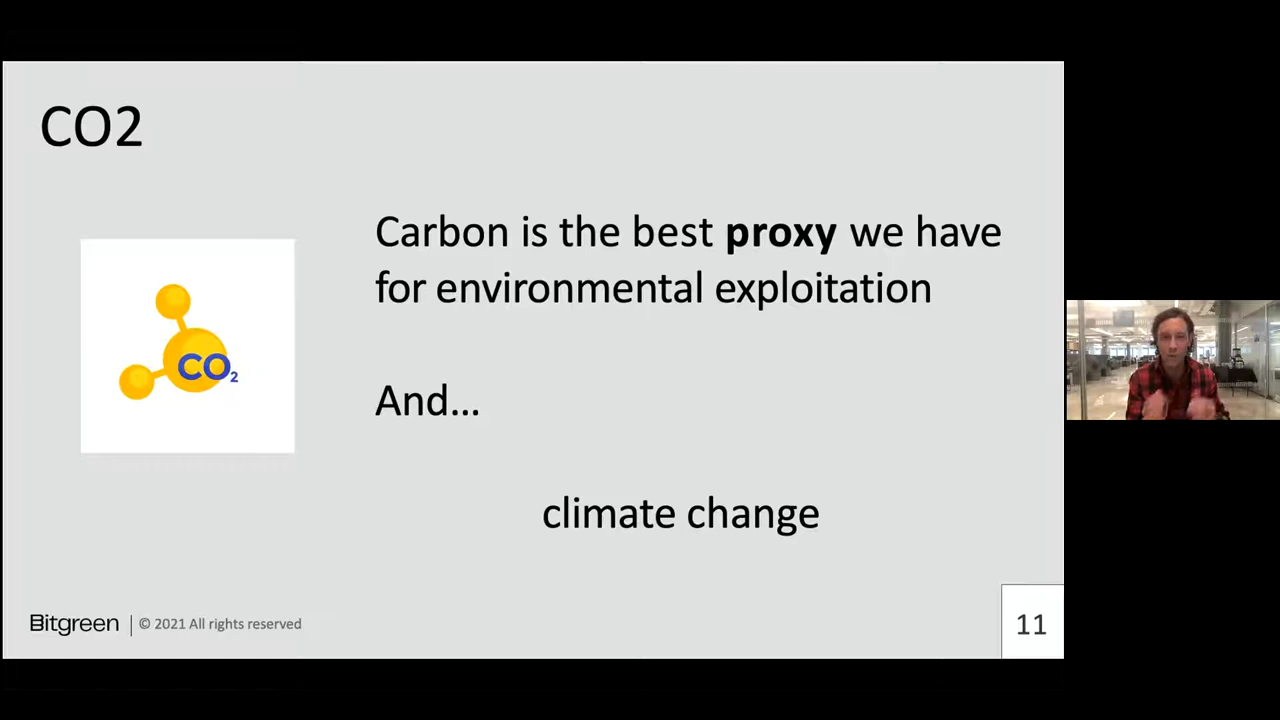 CO2
Carbon is the best proxy we have
for environmental exploitation
CO2
And...
climate change
Bitgreen | © 2021 All rights reserved
11